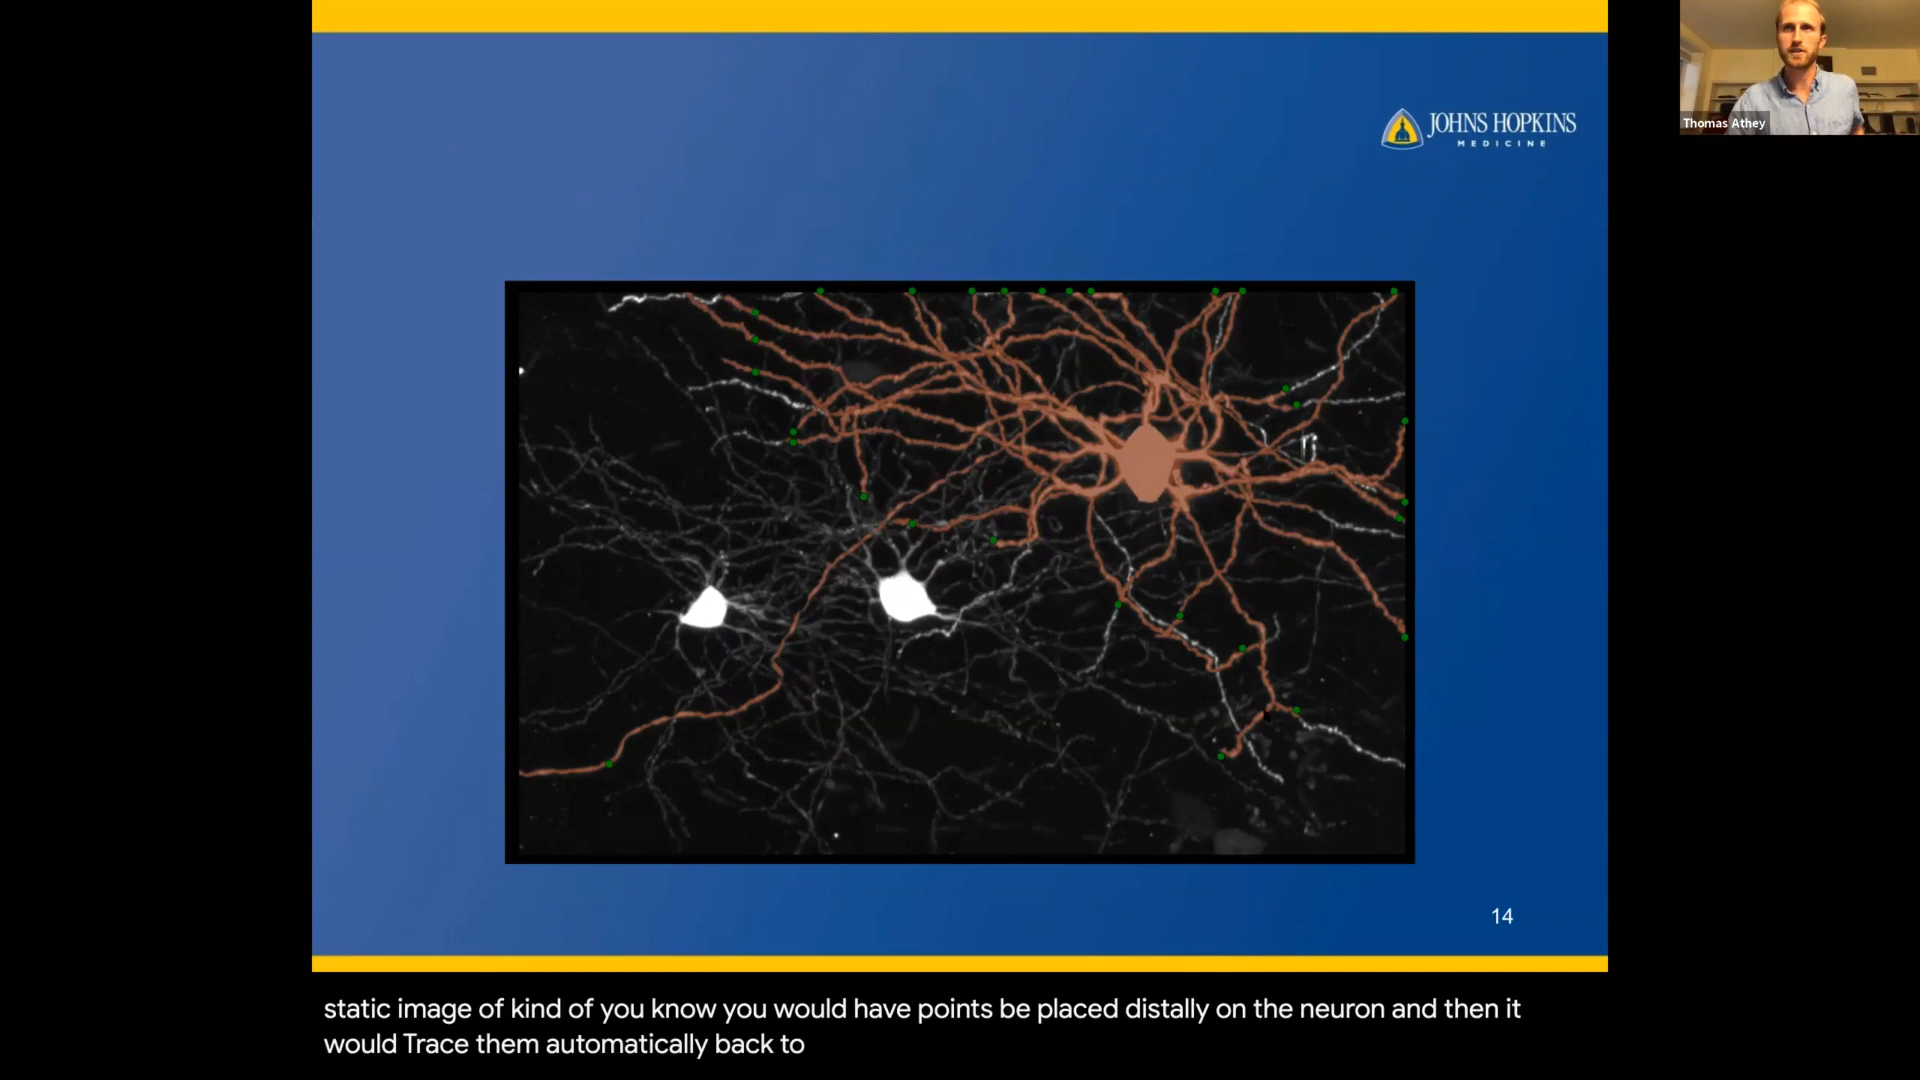 JOHNS HOPKINS
MEDICINE
Thomas Athey
14
static image of kind of you know you would have points be placed distally on the neuron and then it
would Trace them automatically back to